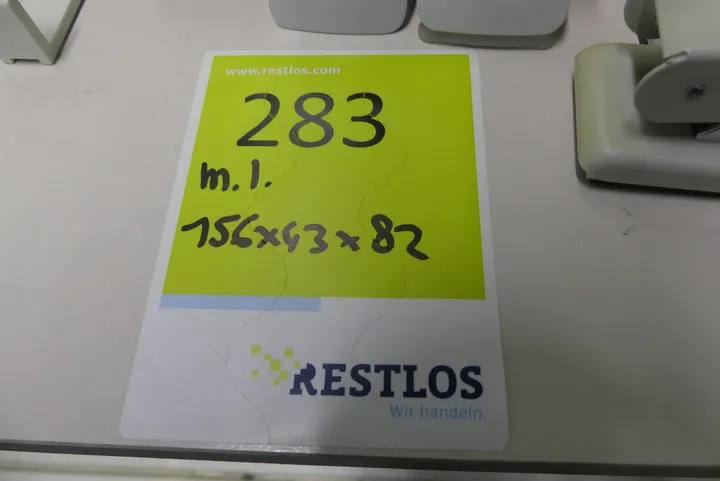 www.restlos.com
283
m.l.
156x43x82
RESTLOS
Wir handeln.